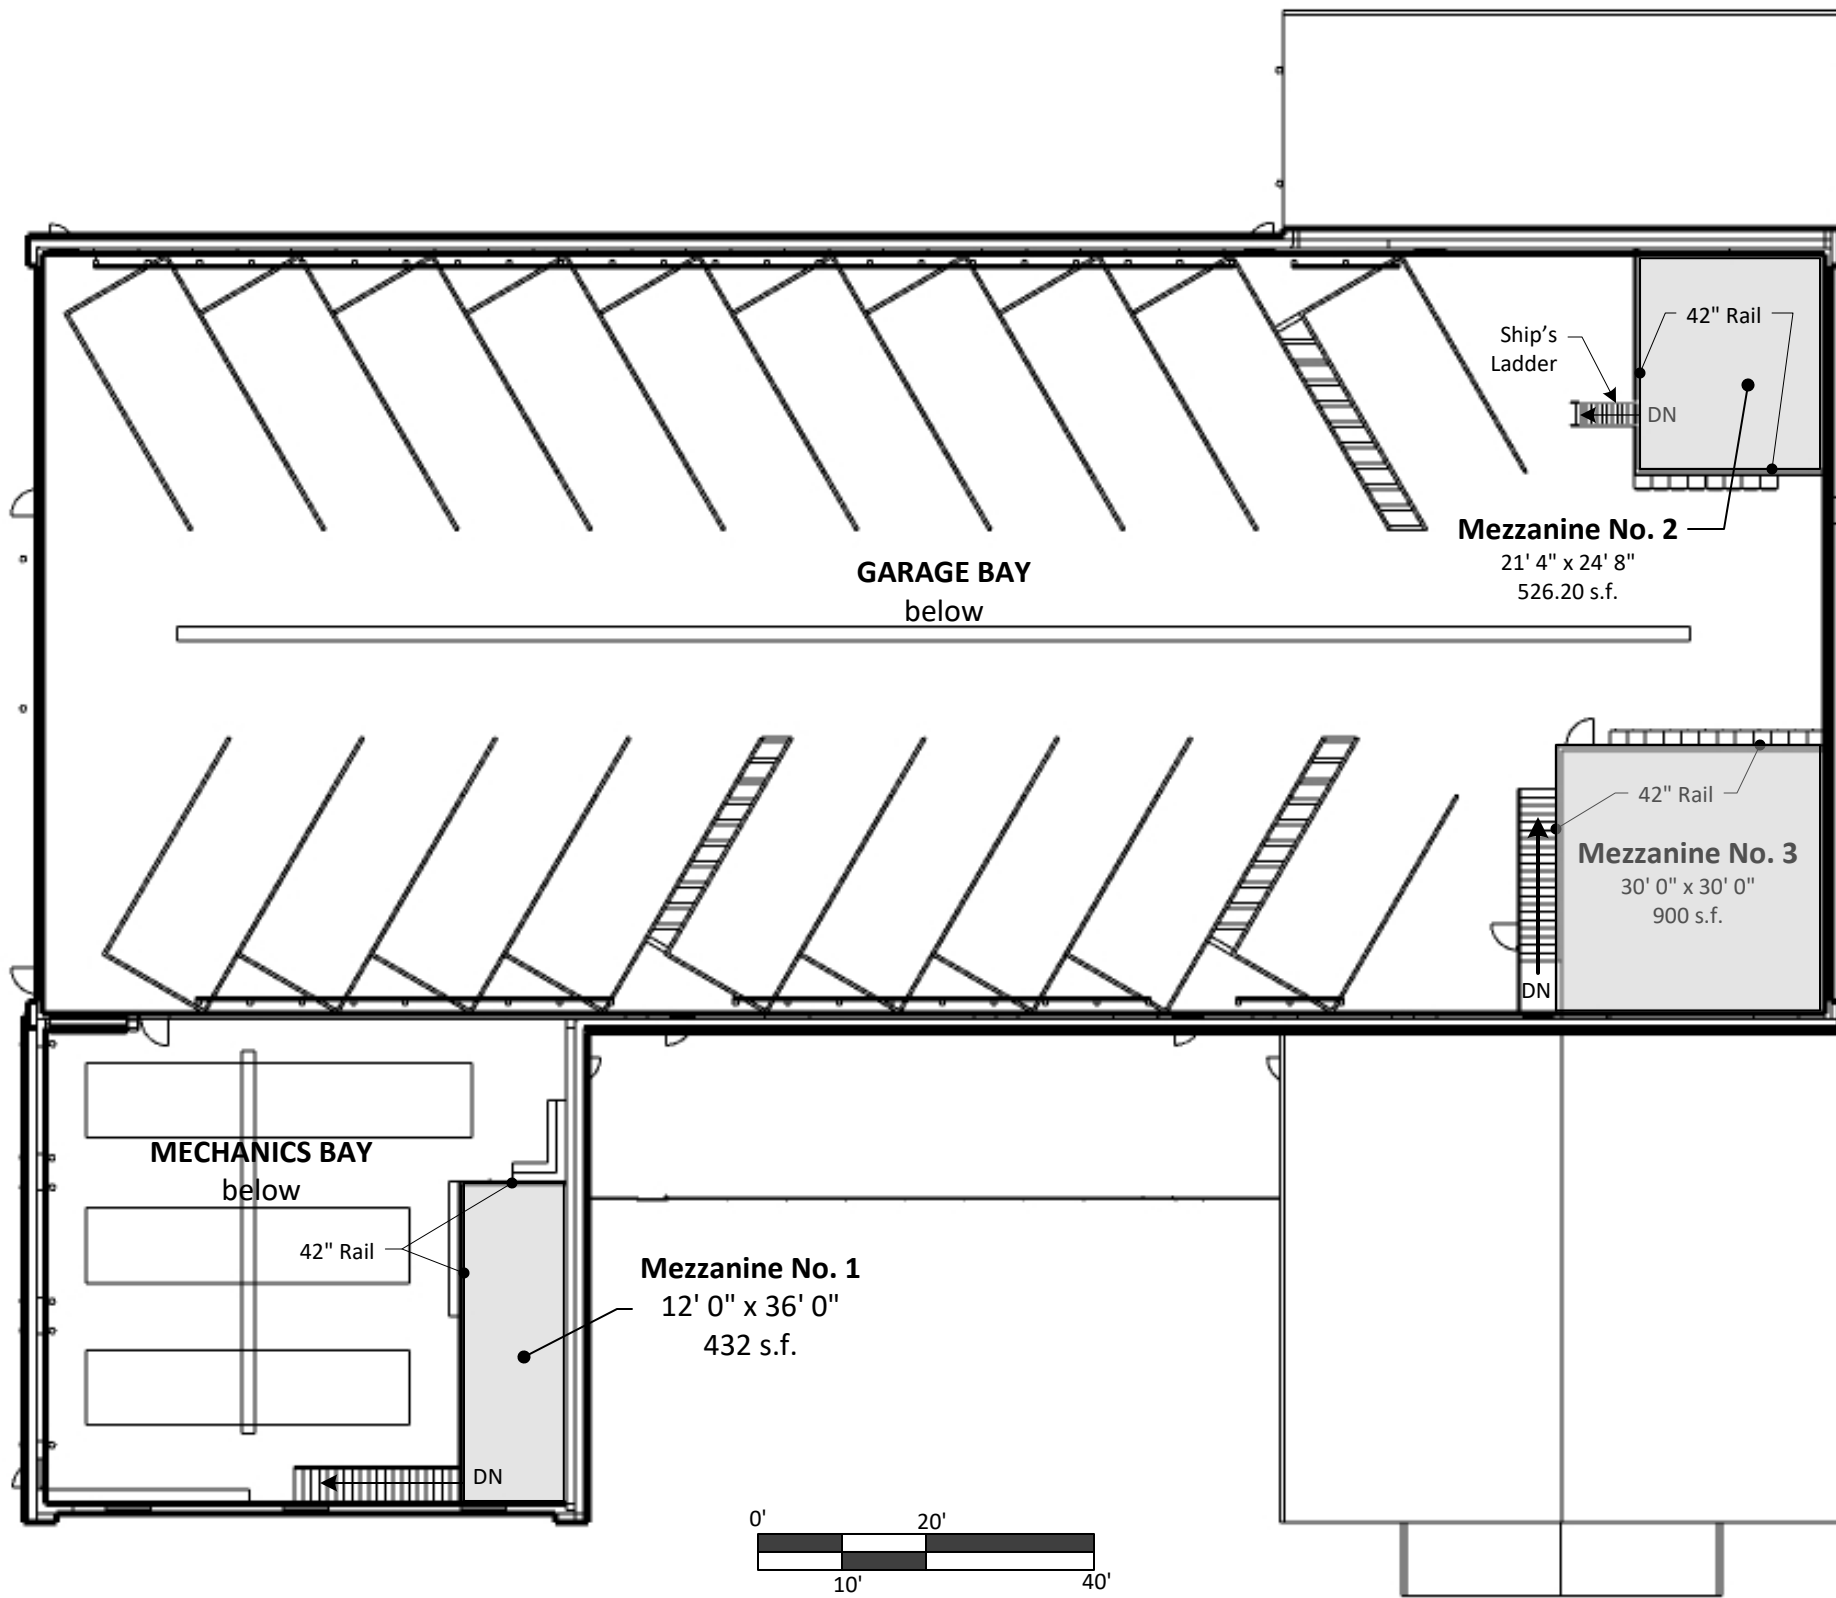 42" Rail
Ship's
Ladder
DN
Mezzanine No. 2
21' 4" x 24' 8"
526.20 s.f.
GARAGE BAY
below
42" Rail
Mezzanine No. 3
30' 0" x 30' 0"
900 s.f.
DN
MECHANICS BAY
below
42" Rail
Mezzanine No. 1
12' 0" x 36' 0"
432 s.f.
DN
0'
20'
10'
40'